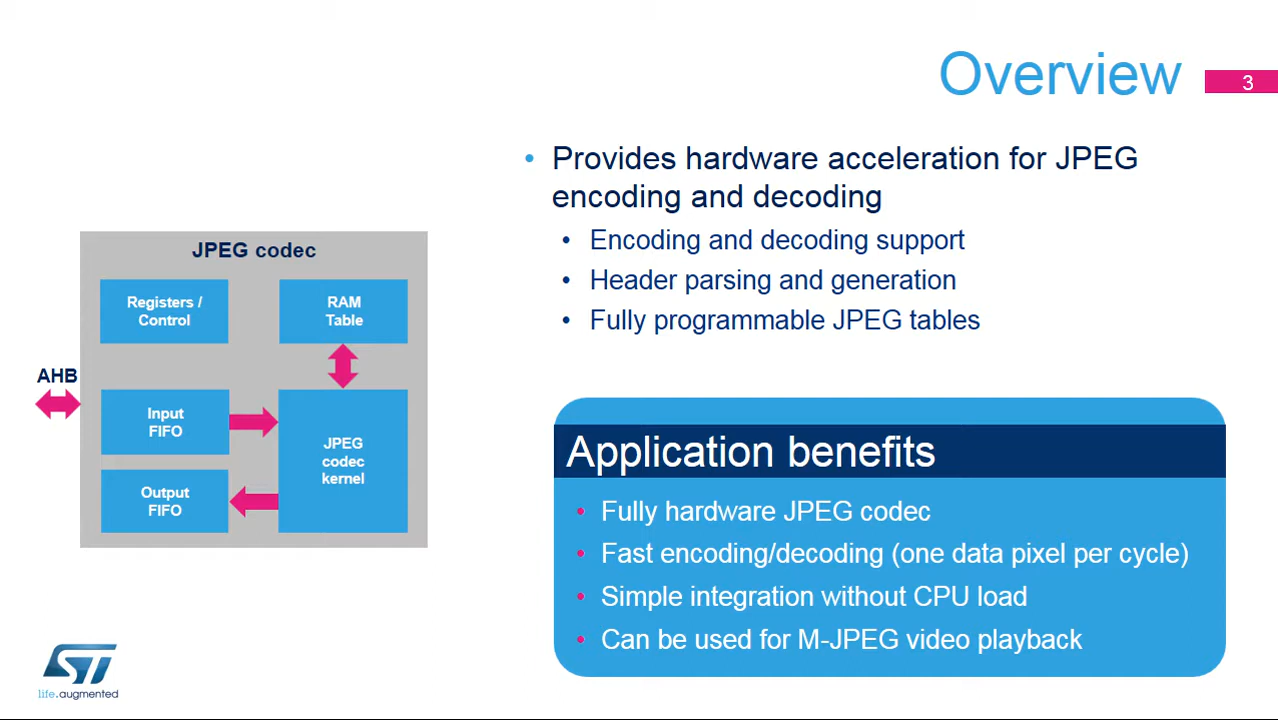 Overview
3
Provides hardware acceleration for JPEG
encoding and decoding
Encoding and decoding support
Header parsing and generation
Fully programmable JPEG tables
JPEG codec
Registers /
Control
RAM
Table
AHB
Input
FIFO
JPEG
codec
kernel
Output
FIFO
Application benefits
Fully hardware JPEG codec
Fast encoding/decoding (one data pixel per cycle)
Simple integration without CPU load
Can be used for M-JPEG video playback
ST
life.augmented